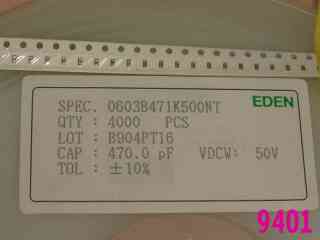 SPEC. 0603B471K500NT EDEN
QTY : 4000 PCS
LOT : B904PT16
CAP : 470.0 pF VDCW: 50V
TOL : ±10%
9401